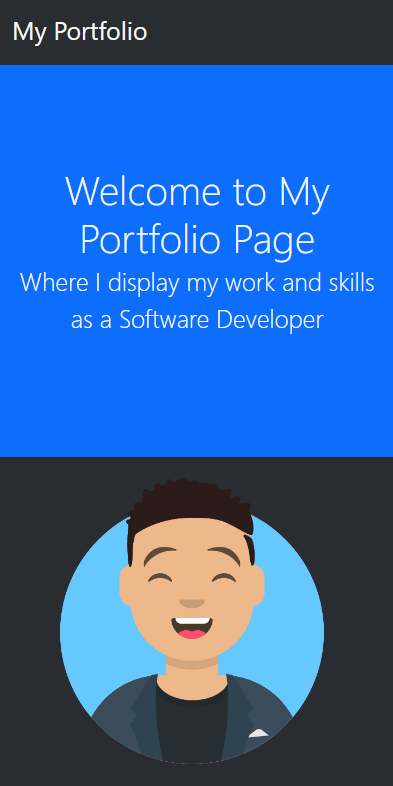 My Portfolio
Welcome to My
Portfolio Page
Where I display my work and skills
as a Software Developer